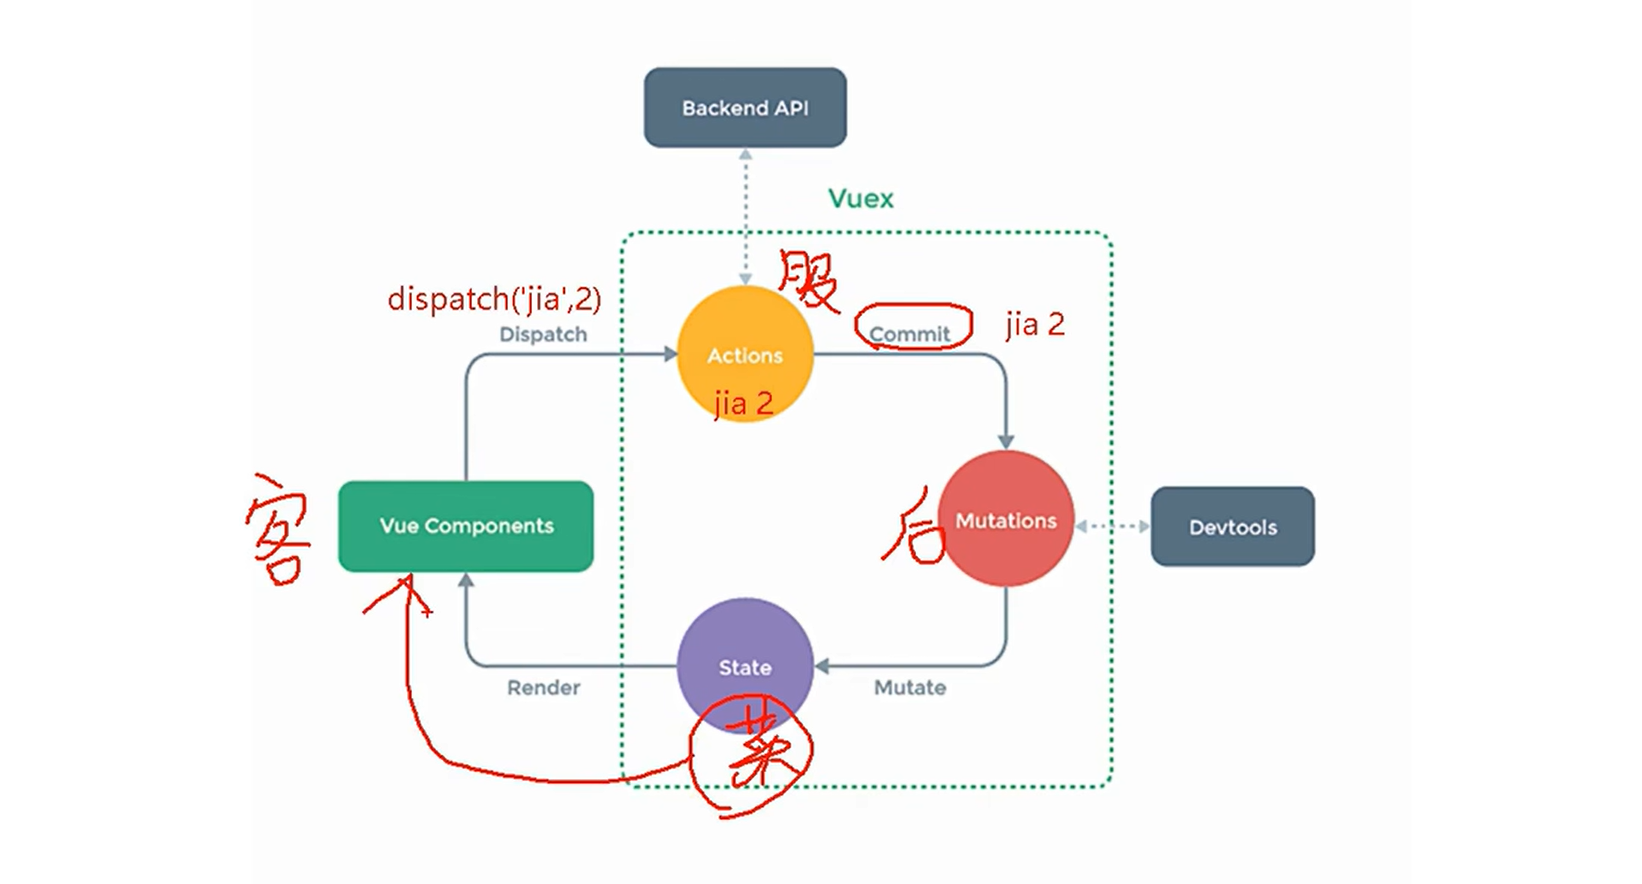 Backend API
Vuex
服
dispatch('jia',2)
Dispatch
Commit
jia 2
Actions
jia 2
客
Vue Components
后
Mutations
Devtools
State
Render
Mutate
菜